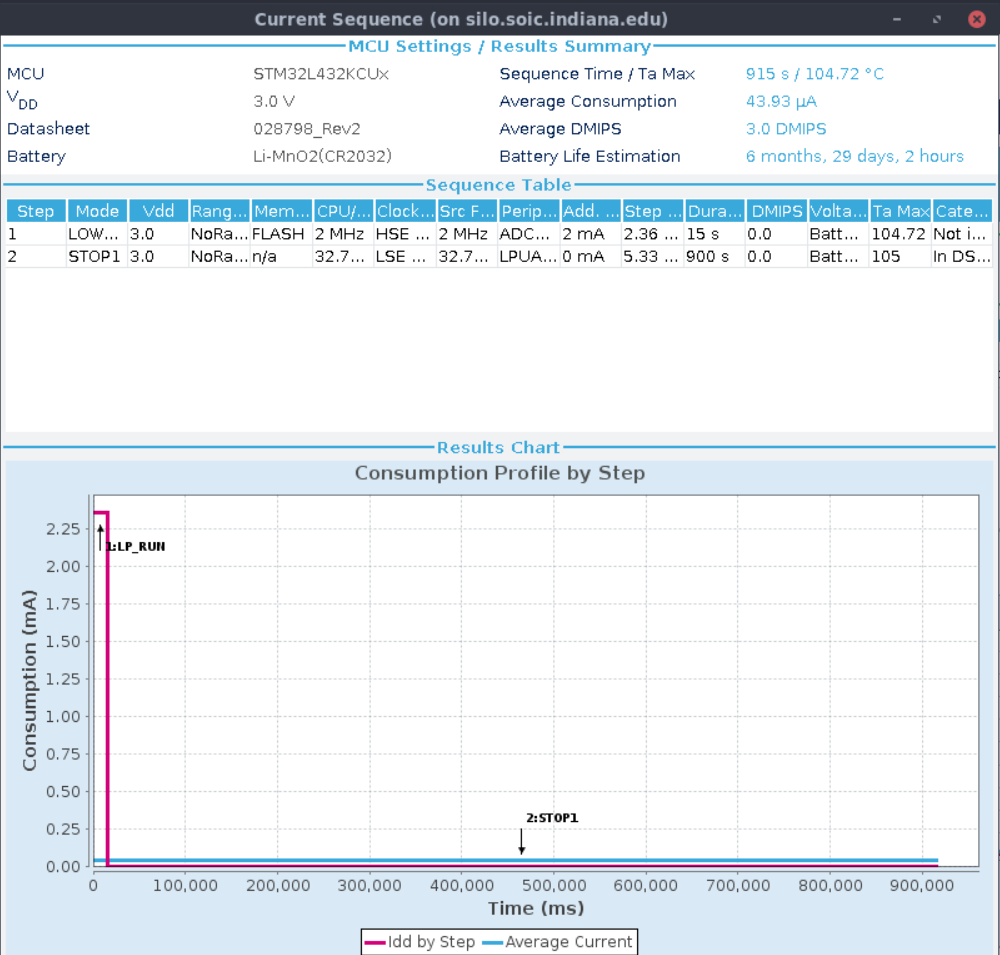 Current Sequence (on silo.soic.indiana.edu)
MCU Settings / Results Summary
MCU STM32L432KCUx Sequence Time / Ta Max 915 s / 104.72 °C
VDD 3.0 V Average Consumption 43.93 µA
Datasheet 028798_Rev2 Average DMIPS 3.0 DMIPS
Battery Li-MnO2(CR2032) Battery Life Estimation 6 months, 29 days, 2 hours
Sequence Table
Step Mode Vdd Rang... Mem... CPU/... Clock... Src F... Perip... Add. ... Step ... Dura... DMIPS Volta... Ta Max Cate...
1 LOW... 3.0 NoRa... FLASH 2 MHz HSE ... 2 MHz ADC... 2 mA 2.36 ... 15 s 0.0 Batt... 104.72 Not i...
2 STOP1 3.0 NoRa... n/a 32.7... LSE ... 32.7... LPUA... 0 mA 5.33 ... 900 s 0.0 Batt... 105 In DS...
Results Chart
Consumption Profile by Step
Consumption (mA)
2.25
1:LP_RUN
2.00
1.75
1.50
1.25
1.00
0.75
0.50
2:STOP1
0.25
0.00
0 100,000 200,000 300,000 400,000 500,000 600,000 700,000 800,000 900,000
Time (ms)
Idd by Step Average Current